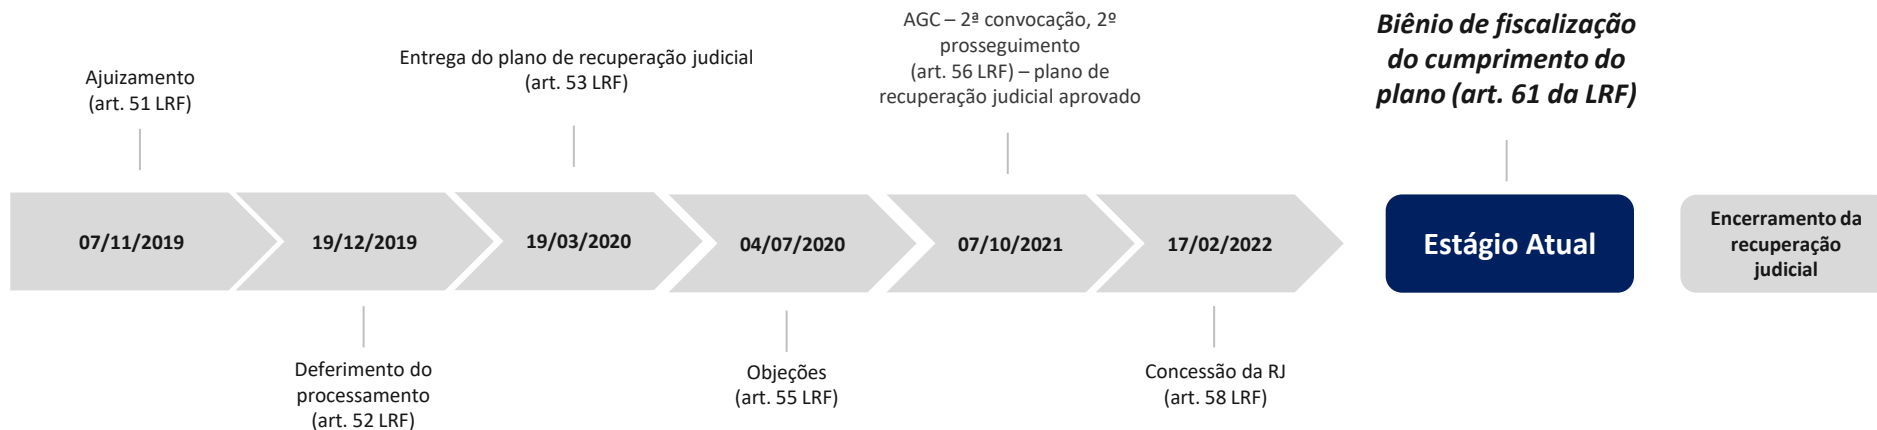 Ajuizamento
(art. 51 LRF)
Entrega do plano de recuperação judicial
(art. 53 LRF)
AGC – 2ª convocação, 2º
prosseguimento
(art. 56 LRF) – plano de
recuperação judicial aprovado
Biênio de fiscalização
do cumprimento do
plano (art. 61 da LRF)
07/11/2019
19/12/2019
19/03/2020
04/07/2020
07/10/2021
17/02/2022
Estágio Atual
Encerramento da
recuperação
judicial
Deferimento do
processamento
(art. 52 LRF)
Objeções
(art. 55 LRF)
Concessão da RJ
(art. 58 LRF)